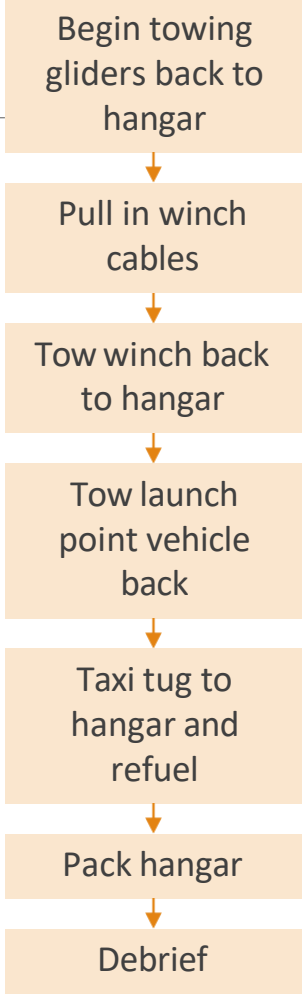 Begin towing
gliders back to
hangar
Pull in winch
cables
Tow winch back
to hangar
Tow launch
point vehicle
back
Taxi tug to
hangar and
refuel
Pack hangar
Debrief